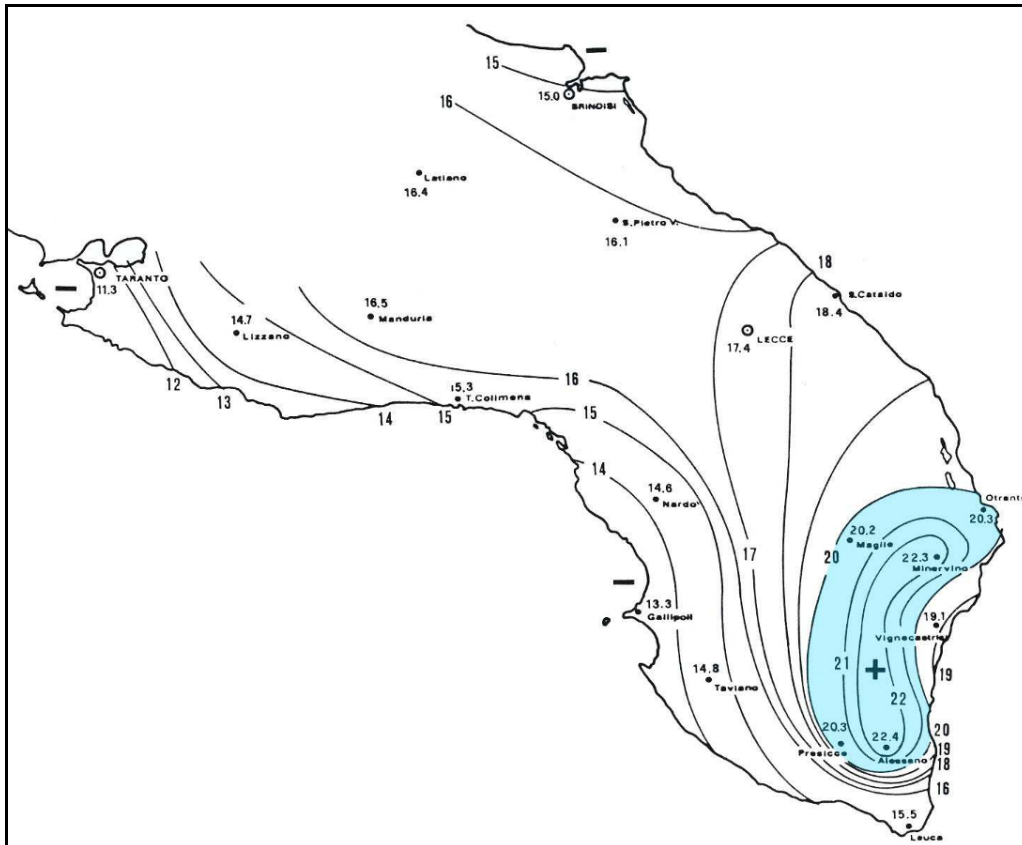 15
15.0
BRINDISI
16
Latiano
16.4
S.Pietro V.
16.1
TARANTO
11.3
18
S.Cataldo
18.4
16.5
Manduria
14.7
Lizzano
LECCE
17.4
12
13
14
15
15.3
T.Colimena
16
15
14
14.6
Nardo'
Otranto
20.3
20.2
Maglie
20
22.3
Minervino
17
13.3
Gallipoli
19.1
21
22
19
14.8
Taviano
20.3
Presicce
22.4
Alessano
20
19
18
16
15.5
Leuca